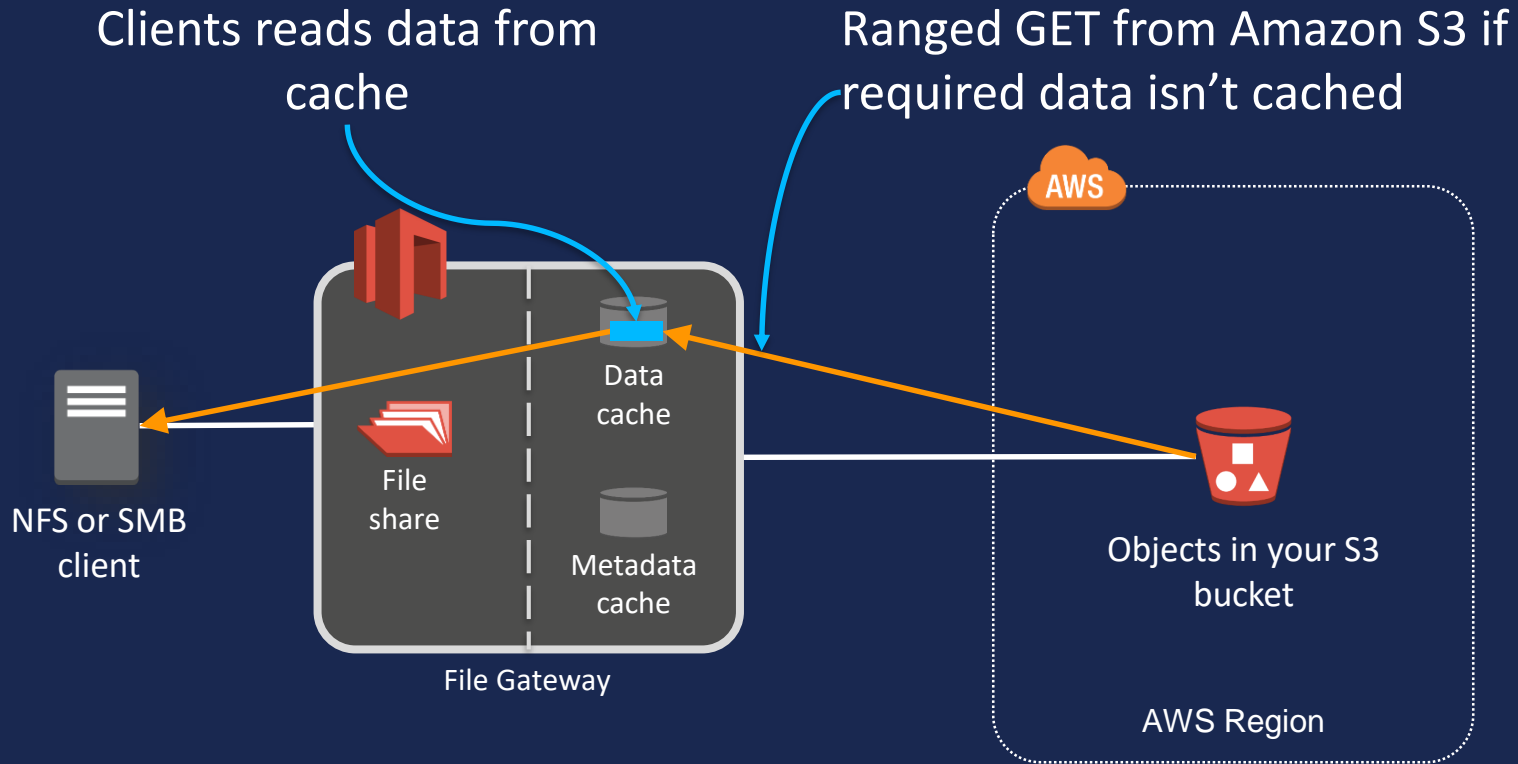 Clients reads data from
cache
Ranged GET from Amazon S3 if
required data isn’t cached
AWS
Data
cache
File
share
Metadata
cache
NFS or SMB
client
File Gateway
Objects in your S3
bucket
AWS Region